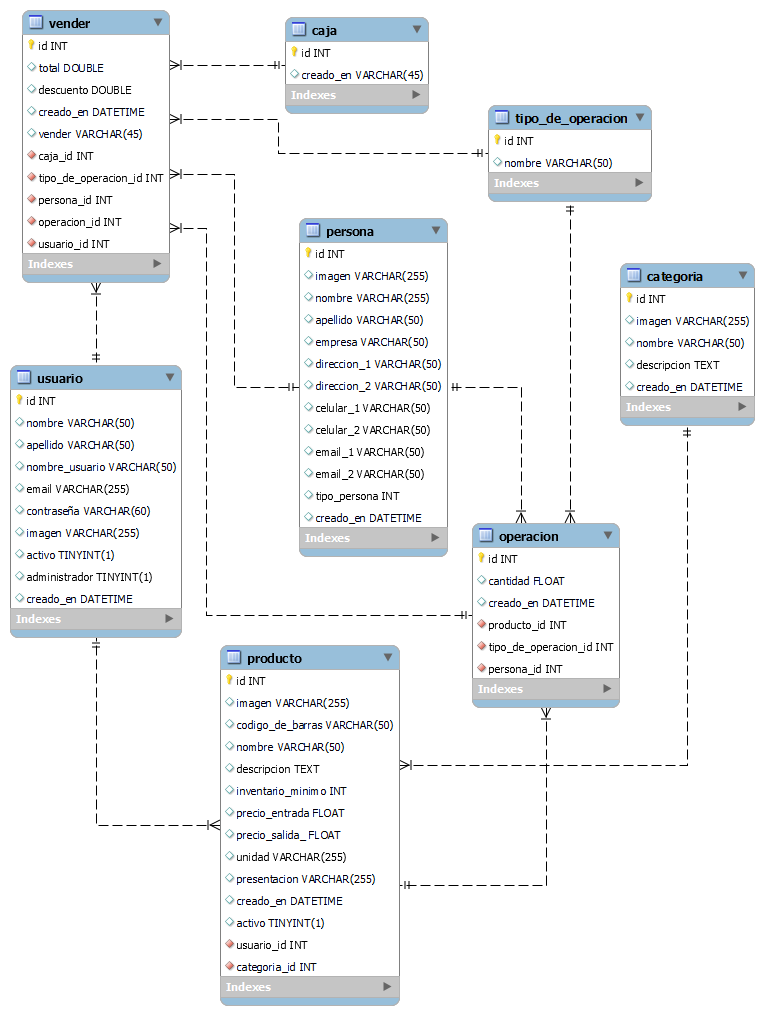 vender
id INT
total DOUBLE
descuento DOUBLE
creado_en DATETIME
vender VARCHAR(45)
caja_id INT
tipo_de_operacion_id INT
persona_id INT
operacion_id INT
usuario_id INT
Indexes
caja
id INT
creado_en VARCHAR(45)
Indexes
tipo_de_operacion
id INT
nombre VARCHAR(50)
Indexes
persona
id INT
imagen VARCHAR(255)
nombre VARCHAR(255)
apellido VARCHAR(50)
empresa VARCHAR(50)
direccion_1 VARCHAR(50)
direccion_2 VARCHAR(50)
celular_1 VARCHAR(50)
celular_2 VARCHAR(50)
email_1 VARCHAR(50)
email_2 VARCHAR(50)
tipo_persona INT
creado_en DATETIME
Indexes
categoria
id INT
imagen VARCHAR(255)
nombre VARCHAR(50)
descripcion TEXT
creado_en DATETIME
Indexes
usuario
id INT
nombre VARCHAR(50)
apellido VARCHAR(50)
nombre_usuario VARCHAR(50)
email VARCHAR(255)
contraseña VARCHAR(60)
imagen VARCHAR(255)
activo TINYINT(1)
administrador TINYINT(1)
creado_en DATETIME
Indexes
operacion
id INT
cantidad FLOAT
creado_en DATETIME
producto_id INT
tipo_de_operacion_id INT
persona_id INT
Indexes
producto
id INT
imagen VARCHAR(255)
codigo_de_barras VARCHAR(50)
nombre VARCHAR(50)
descripcion TEXT
inventario_minimo INT
precio_entrada FLOAT
precio_salida_ FLOAT
unidad VARCHAR(255)
presentacion VARCHAR(255)
creado_en DATETIME
activo TINYINT(1)
usuario_id INT
categoria_id INT
Indexes